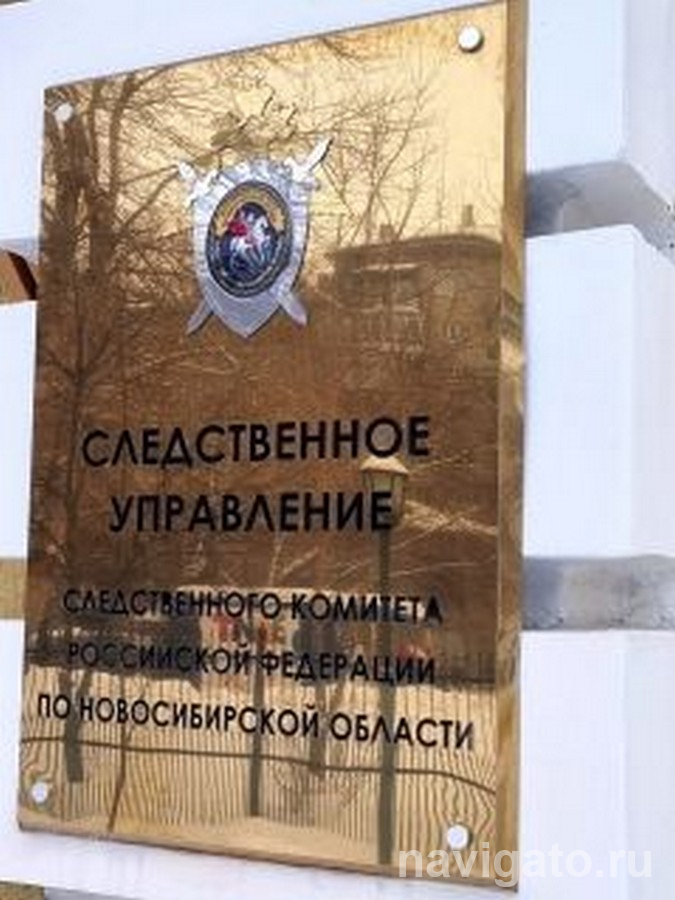 СЛЕДСТВЕННОЕ
УПРАВЛЕНИЕ
СЛЕДСТВЕННОГО КОМИТЕТА
РОССИЙСКОЙ ФЕДЕРАЦИИ
ПО НОВОСИБИРСКОЙ ОБЛАСТИ
navigato.ru